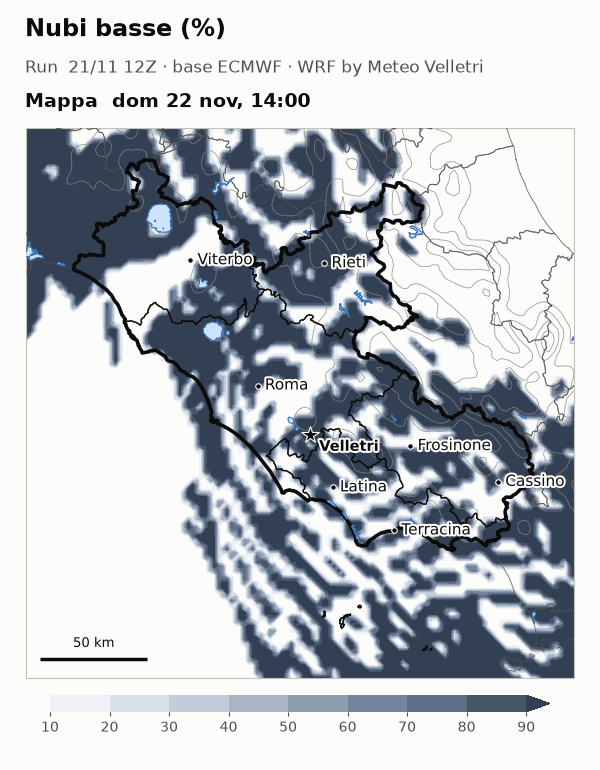 Nubi basse (%)
Run  21/11 12Z · base ECMWF · WRF by Meteo Velletri
Mappa  dom 22 nov, 14:00
Viterbo
Rieti
Roma
Velletri
Frosinone
Latina
Cassino
Terracina
50 km
10 20 30 40 50 60 70 80 90